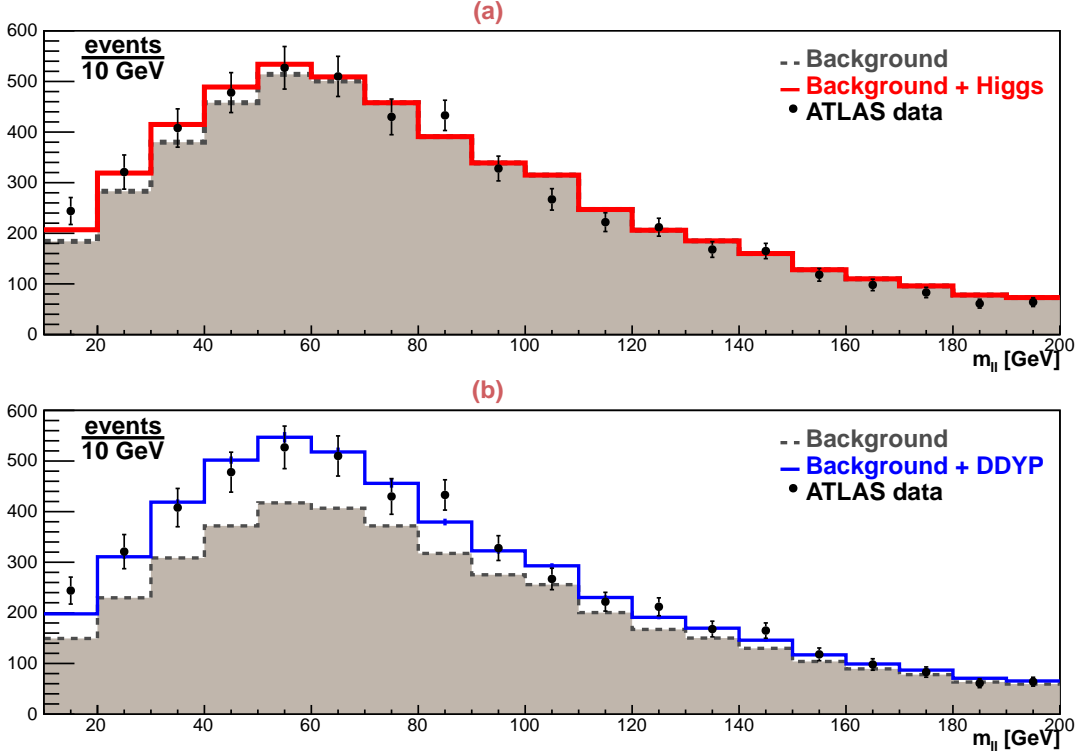 (a)
600
500
400
300
200
100
0
events
10 GeV
Background
Background + Higgs
ATLAS data
20 40 60 80 100 120 140 160 180 200
m_ll [GeV]
(b)
600
500
400
300
200
100
0
events
10 GeV
Background
Background + DDYP
ATLAS data
20 40 60 80 100 120 140 160 180 200
m_ll [GeV]